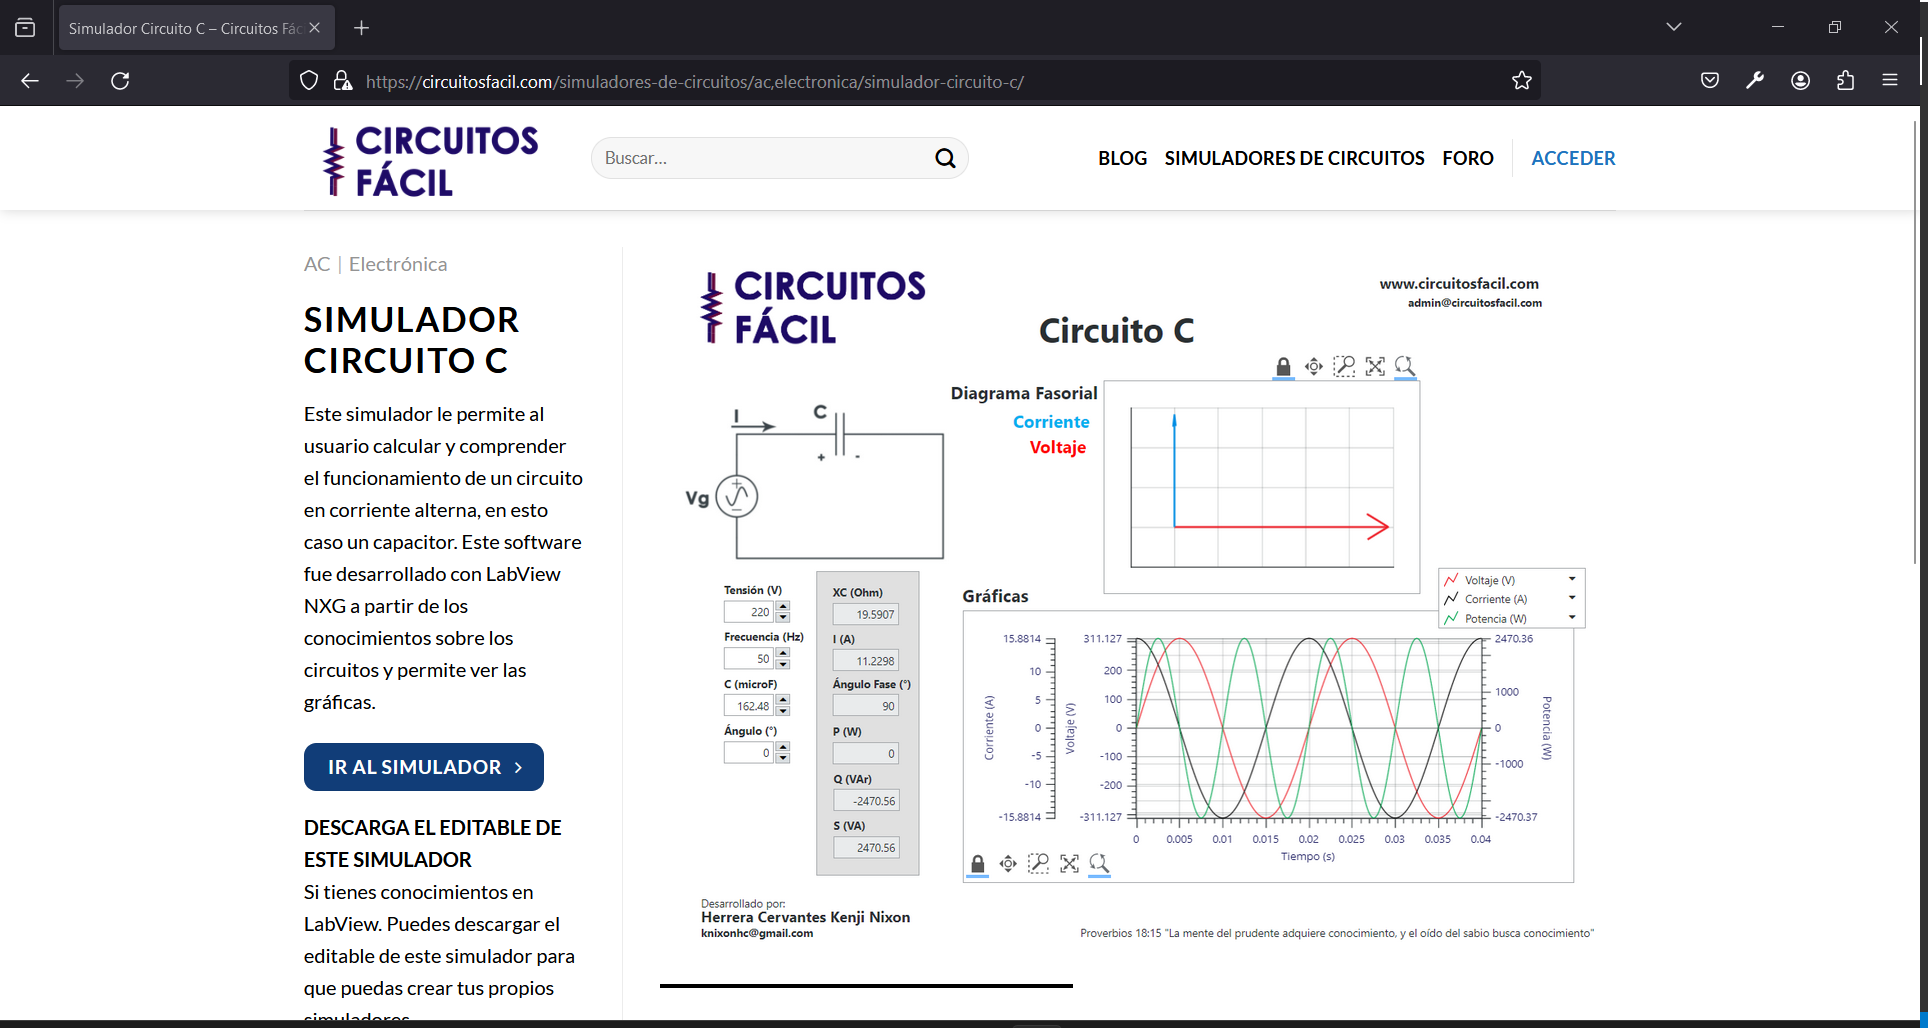 Simulador Circuito C – Circuitos Fác
https://circuitosfacil.com/simuladores-de-circuitos/ac,electronica/simulador-circuito-c/
CIRCUITOS
FÁCIL
Buscar...
BLOG SIMULADORES DE CIRCUITOS FORO ACCEDER
AC | Electrónica
SIMULADOR
CIRCUITO C
Este simulador le permite al
usuario calcular y comprender
el funcionamiento de un circuito
en corriente alterna, en esto
caso un capacitor. Este software
fue desarrollado con LabView
NXG a partir de los
conocimientos sobre los
circuitos y permite ver las
gráficas.
IR AL SIMULADOR
DESCARGA EL EDITABLE DE
ESTE SIMULADOR
Si tienes conocimientos en
LabView. Puedes descargar el
editable de este simulador para
que puedas crear tus propios
simuladores.
CIRCUITOS
FÁCIL
www.circuitosfacil.com
admin@circuitosfacil.com
Circuito C
Diagrama Fasorial
Corriente
Voltaje
I
C
+ -
Vg
+
-
Tensión (V)
220
Frecuencia (Hz)
50
C (microF)
162.48
Ángulo (°)
0
XC (Ohm)
19.5907
I (A)
11.2298
Ángulo Fase (°)
90
P (W)
0
Q (VAr)
-2470.56
S (VA)
2470.56
Gráficas
Voltaje (V)
Corriente (A)
Potencia (W)
15.8814
10
5
0
-5
-10
-15.8814
Corriente (A)
311.127
200
100
0
-100
-200
-311.127
Voltaje (V)
2470.36
1000
0
-1000
-2470.37
Potencia (W)
0 0.005 0.01 0.015 0.02 0.025 0.03 0.035 0.04
Tiempo (s)
Desarrollado por:
Herrera Cervantes Kenji Nixon
knixonhc@gmail.com
Proverbios 18:15 "La mente del prudente adquiere conocimiento, y el oído del sabio busca conocimiento"